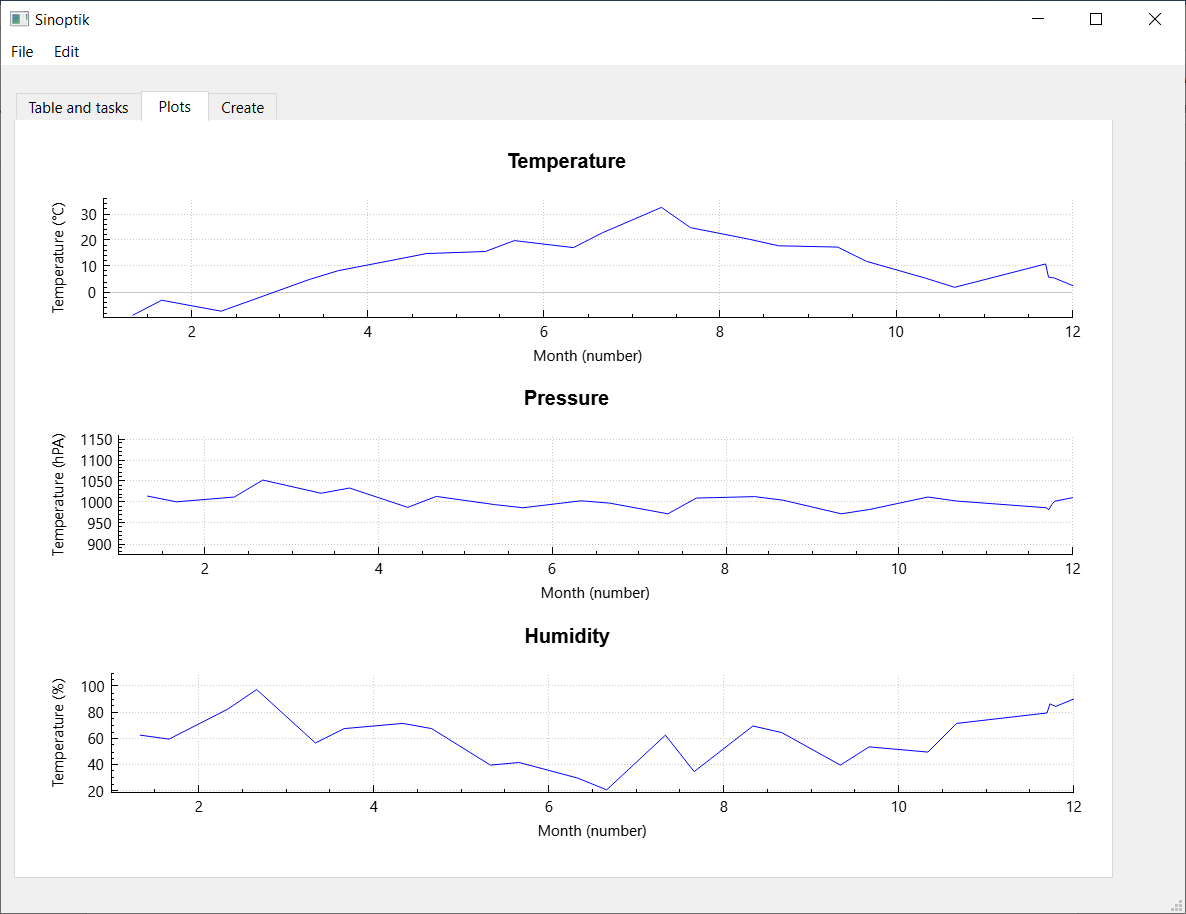 Sinoptik
File Edit
Table and tasks Plots Create
Temperature
Temperature (°C)
30
20
10
0
2 4 6 8 10 12
Month (number)
Pressure
Temperature (hPA)
1150
1100
1050
1000
950
900
2 4 6 8 10 12
Month (number)
Humidity
Temperature (%)
100
80
60
40
20
2 4 6 8 10 12
Month (number)